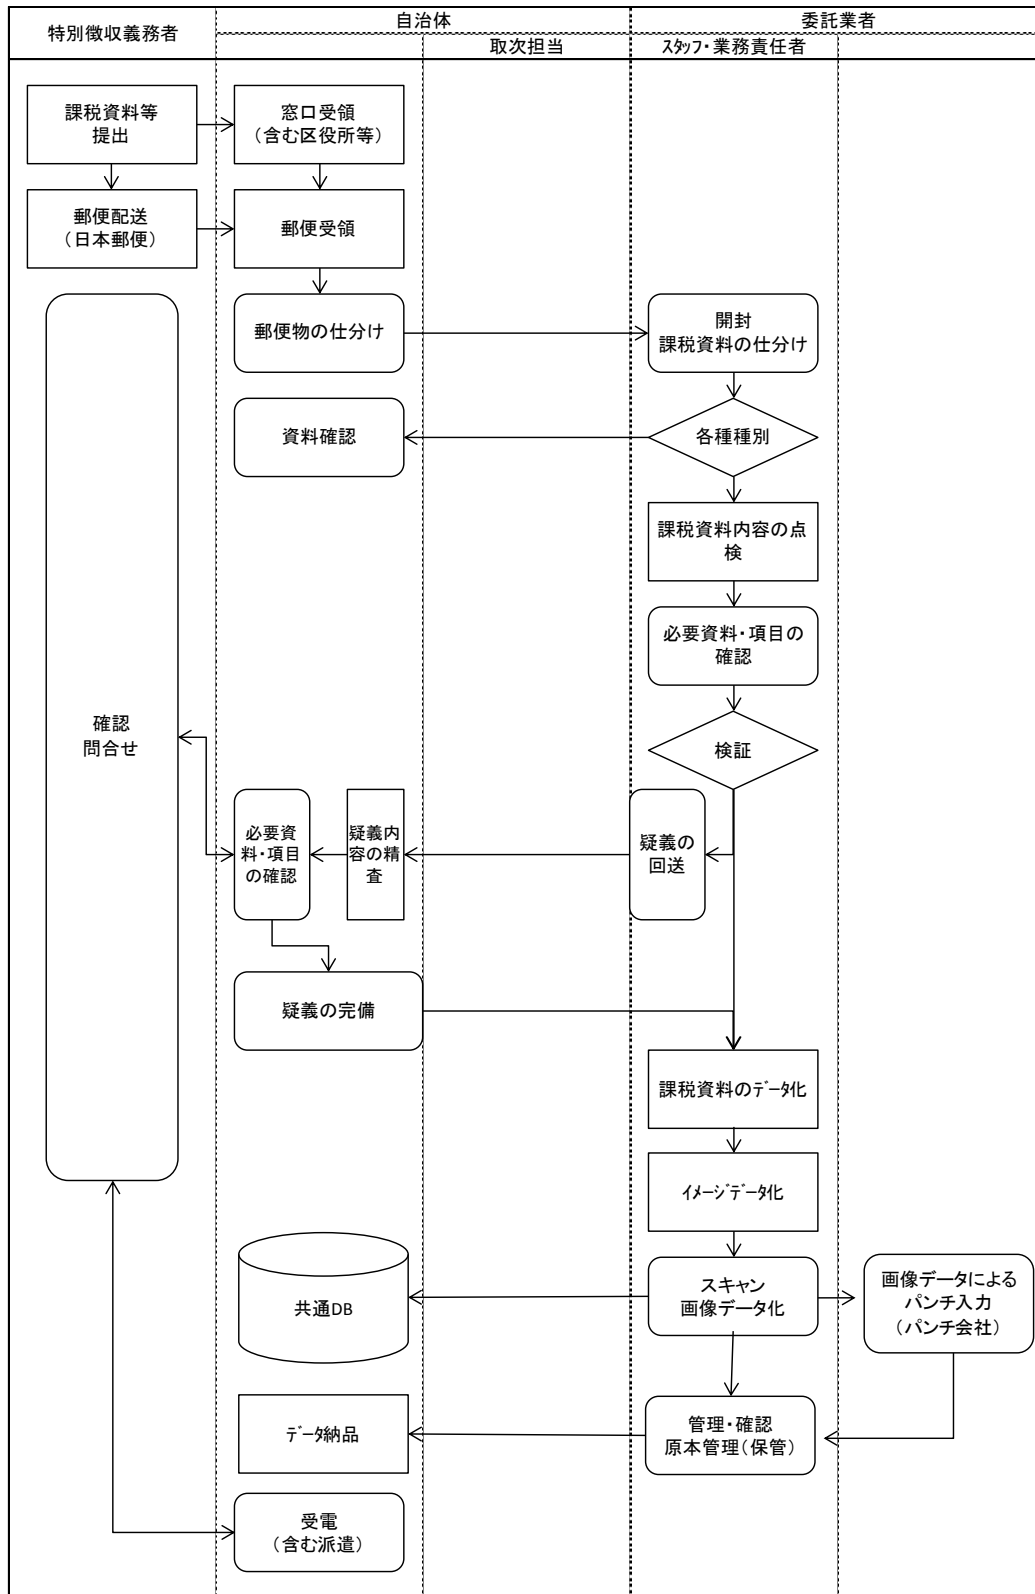 特別徴収義務者
自治体
委託業者
取次担当
ｽﾀｯﾌ・業務責任者
課税資料等
提出
窓口受領
（含む区役所等）
郵便配送
（日本郵便）
郵便受領
郵便物の仕分け
開封
課税資料の仕分け
資料確認
各種種別
課税資料内容の点
検
必要資料・項目の
確認
確認
問合せ
検証
必要資
料・項目
の確認
疑義内
容の精
査
疑義の
回送
疑義の完備
課税資料のﾃﾞｰﾀ化
ｲﾒｰｼﾞﾃﾞｰﾀ化
共通DB
スキャン
画像データ化
画像データによる
パンチ入力
（パンチ会社）
ﾃﾞｰﾀ納品
管理・確認
原本管理（保管）
受電
（含む派遣）